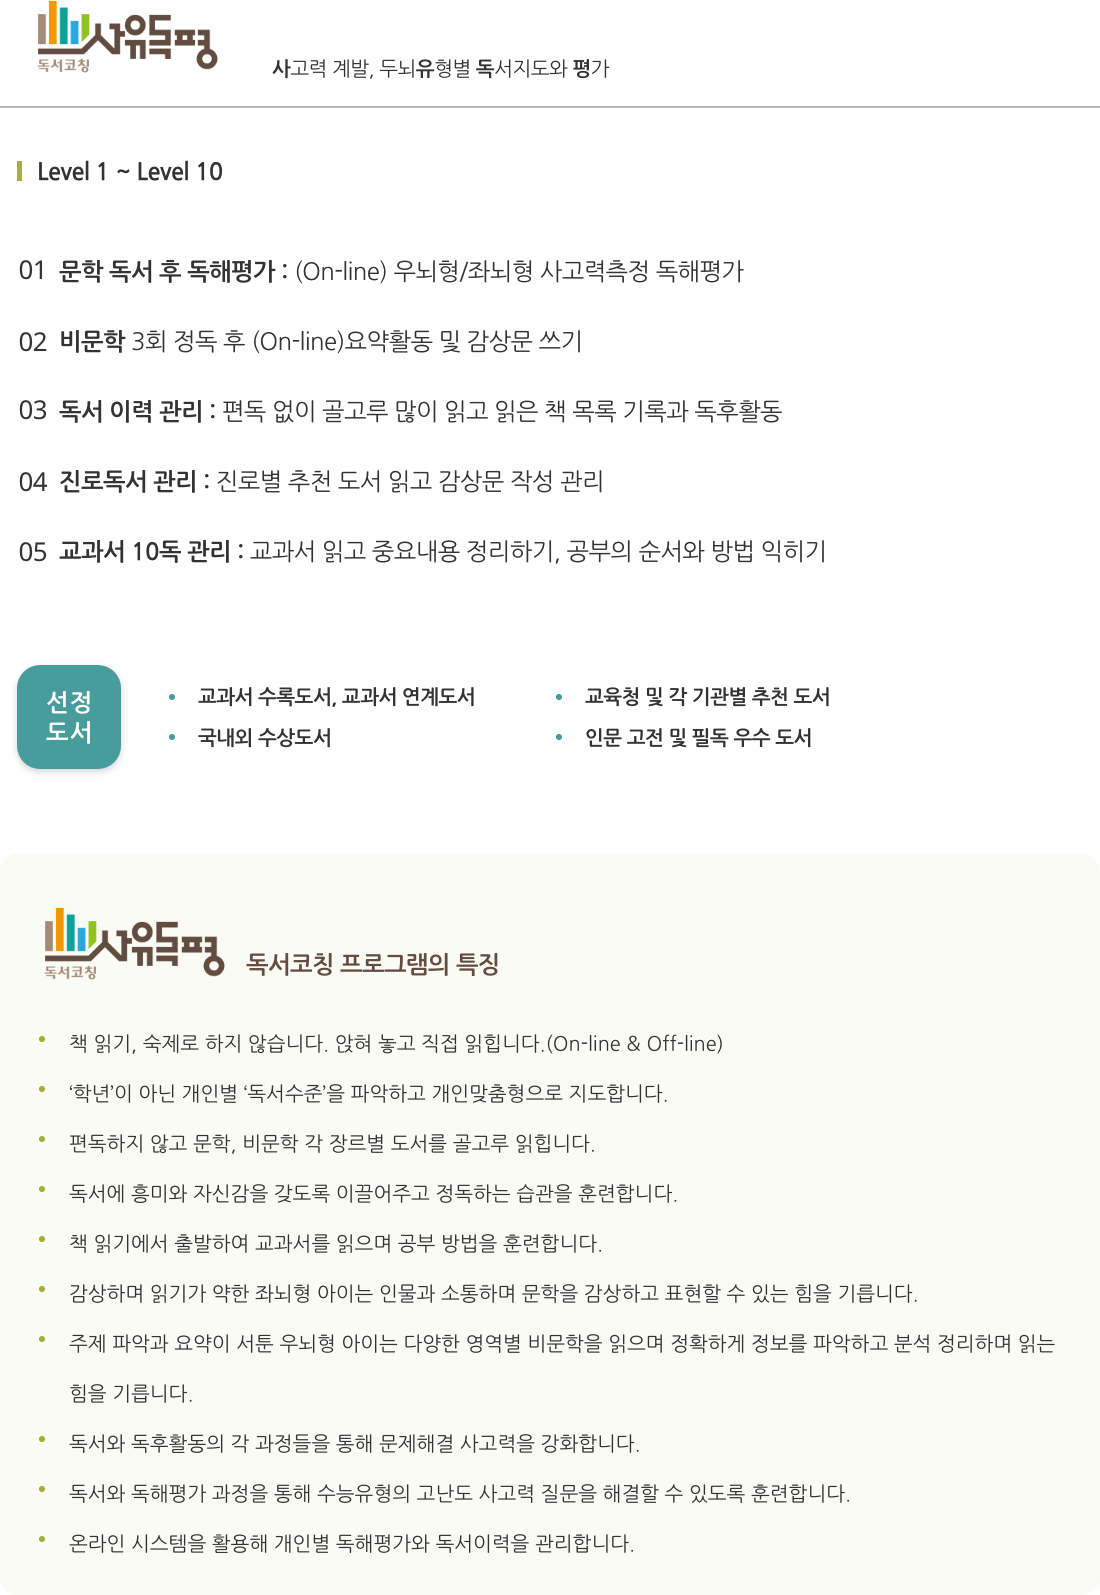 사유독평
독서코칭
사고력 계발, 두뇌유형별 독서지도와 평가
Level 1 ~ Level 10
01 문학 독서 후 독해평가 : (On-line) 우뇌형/좌뇌형 사고력측정 독해평가
02 비문학 3회 정독 후 (On-line)요약활동 및 감상문 쓰기
03 독서 이력 관리 : 편독 없이 골고루 많이 읽고 읽은 책 목록 기록과 독후활동
04 진로독서 관리 : 진로별 추천 도서 읽고 감상문 작성 관리
05 교과서 10독 관리 : 교과서 읽고 중요내용 정리하기, 공부의 순서와 방법 익히기
선정
도서
• 교과서 수록도서, 교과서 연계도서
• 국내외 수상도서
• 교육청 및 각 기관별 추천 도서
• 인문 고전 및 필독 우수 도서
사유독평
독서코칭
독서코칭 프로그램의 특징
• 책 읽기, 숙제로 하지 않습니다. 앉혀 놓고 직접 읽힙니다.(On-line & Off-line)
• ‘학년’이 아닌 개인별 ‘독서수준’을 파악하고 개인맞춤형으로 지도합니다.
• 편독하지 않고 문학, 비문학 각 장르별 도서를 골고루 읽힙니다.
• 독서에 흥미와 자신감을 갖도록 이끌어주고 정독하는 습관을 훈련합니다.
• 책 읽기에서 출발하여 교과서를 읽으며 공부 방법을 훈련합니다.
• 감상하며 읽기가 약한 좌뇌형 아이는 인물과 소통하며 문학을 감상하고 표현할 수 있는 힘을 기릅니다.
• 주제 파악과 요약이 서툰 우뇌형 아이는 다양한 영역별 비문학을 읽으며 정확하게 정보를 파악하고 분석 정리하며 읽는
힘을 기릅니다.
• 독서와 독후활동의 각 과정들을 통해 문제해결 사고력을 강화합니다.
• 독서와 독해평가 과정을 통해 수능유형의 고난도 사고력 질문을 해결할 수 있도록 훈련합니다.
• 온라인 시스템을 활용해 개인별 독해평가와 독서이력을 관리합니다.